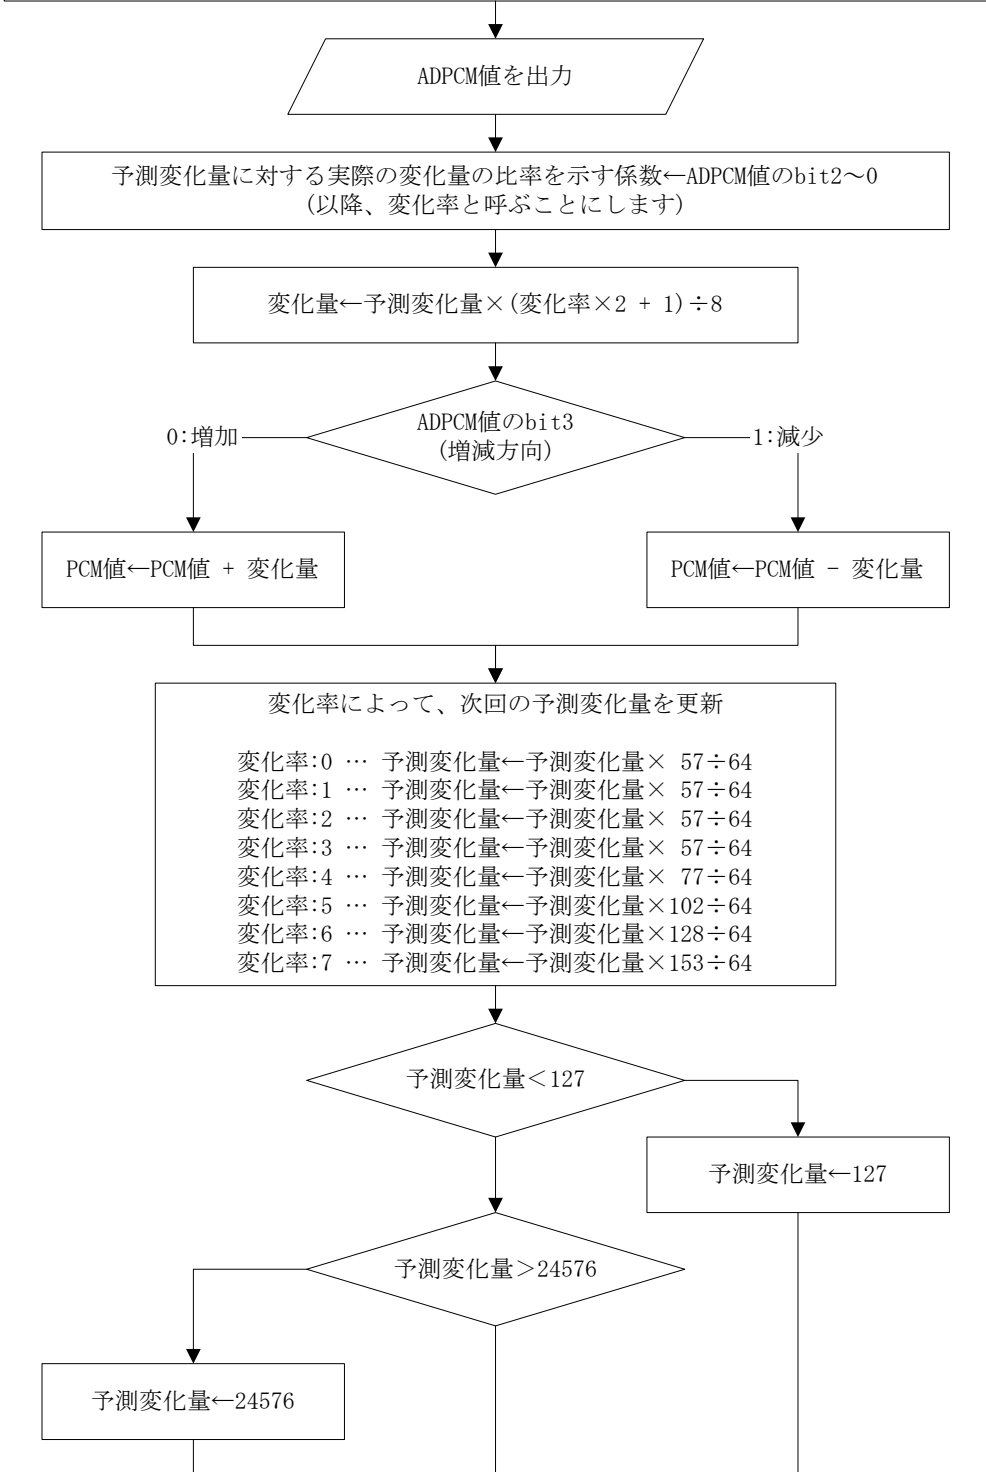 ADPCM値を出力
予測変化量に対する実際の変化量の比率を示す係数←ADPCM値のbit2～0
(以降、変化率と呼ぶことにします)
変化量←予測変化量×(変化率×2 + 1)÷8
ADPCM値のbit3
(増減方向)
0:増加
1:減少
PCM値←PCM値 + 変化量
PCM値←PCM値 - 変化量
変化率によって、次回の予測変化量を更新
変化率:0 … 予測変化量←予測変化量× 57÷64
変化率:1 … 予測変化量←予測変化量× 57÷64
変化率:2 … 予測変化量←予測変化量× 57÷64
変化率:3 … 予測変化量←予測変化量× 57÷64
変化率:4 … 予測変化量←予測変化量× 77÷64
変化率:5 … 予測変化量←予測変化量×102÷64
変化率:6 … 予測変化量←予測変化量×128÷64
変化率:7 … 予測変化量←予測変化量×153÷64
予測変化量＜127
予測変化量←127
予測変化量＞24576
予測変化量←24576